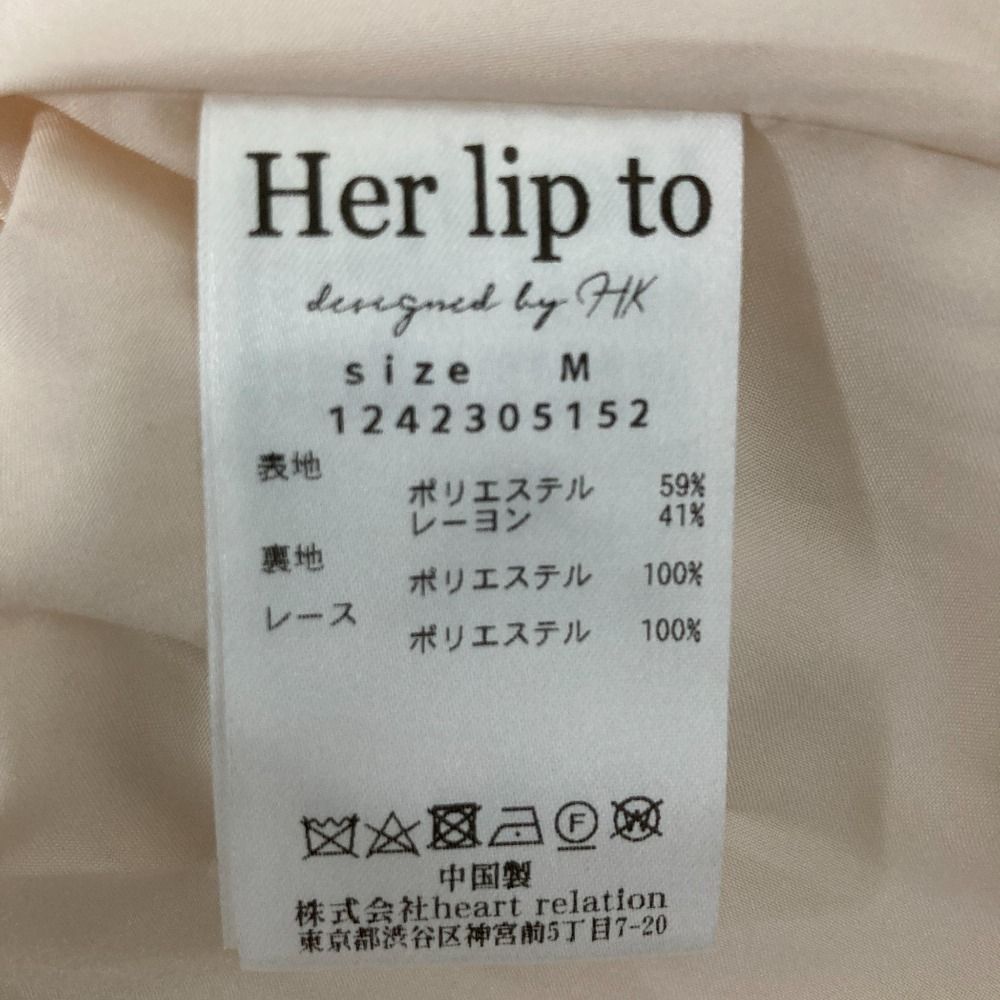 Her lip to
designed by HK
size M
1242305152
表地
ポリエステル 59%
レーヨン 41%
裏地
ポリエステル 100%
レース
ポリエステル 100%
F W
中国製
株式会社heart relation
東京都渋谷区神宮前5丁目7-20